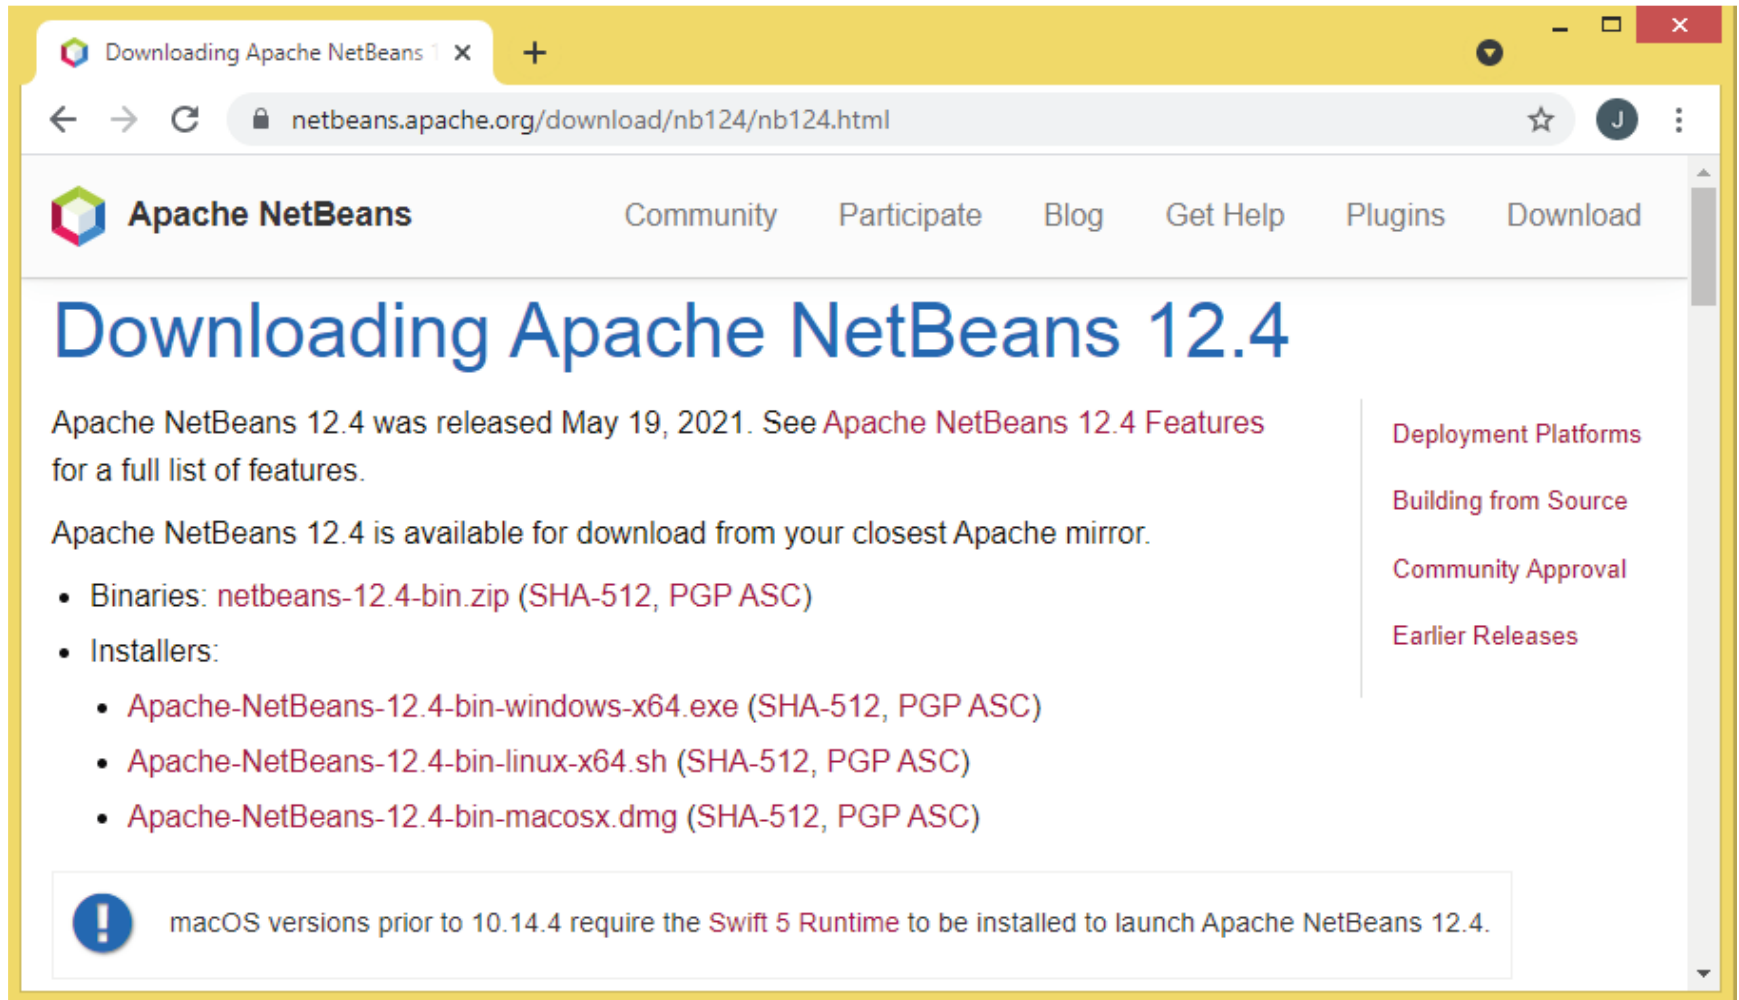 Downloading Apache NetBeans 1
netbeans.apache.org/download/nb124/nb124.html
J
Apache NetBeans Community Participate Blog Get Help Plugins Download
Downloading Apache NetBeans 12.4
Apache NetBeans 12.4 was released May 19, 2021. See Apache NetBeans 12.4 Features
for a full list of features.
Apache NetBeans 12.4 is available for download from your closest Apache mirror.
• Binaries: netbeans-12.4-bin.zip (SHA-512, PGP ASC)
• Installers:
• Apache-NetBeans-12.4-bin-windows-x64.exe (SHA-512, PGP ASC)
• Apache-NetBeans-12.4-bin-linux-x64.sh (SHA-512, PGP ASC)
• Apache-NetBeans-12.4-bin-macosx.dmg (SHA-512, PGP ASC)
Deployment Platforms
Building from Source
Community Approval
Earlier Releases
! macOS versions prior to 10.14.4 require the Swift 5 Runtime to be installed to launch Apache NetBeans 12.4.